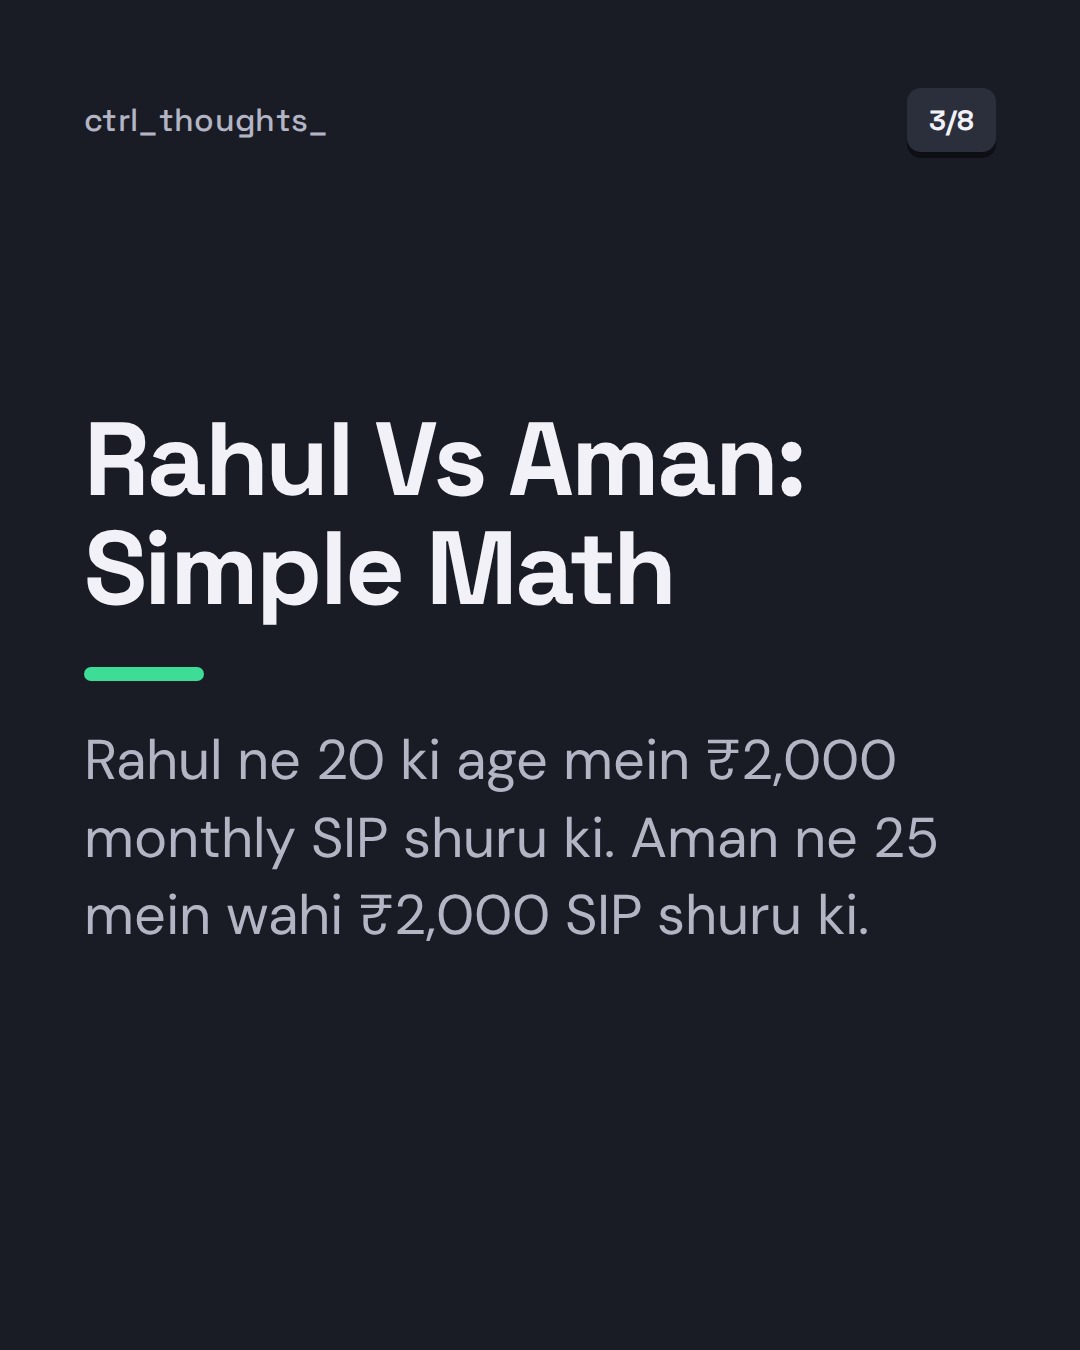 ctrl_thoughts_
3/8
Rahul Vs Aman:
Simple Math
Rahul ne 20 ki age mein ₹2,000
monthly SIP shuru ki. Aman ne 25
mein wahi ₹2,000 SIP shuru ki.